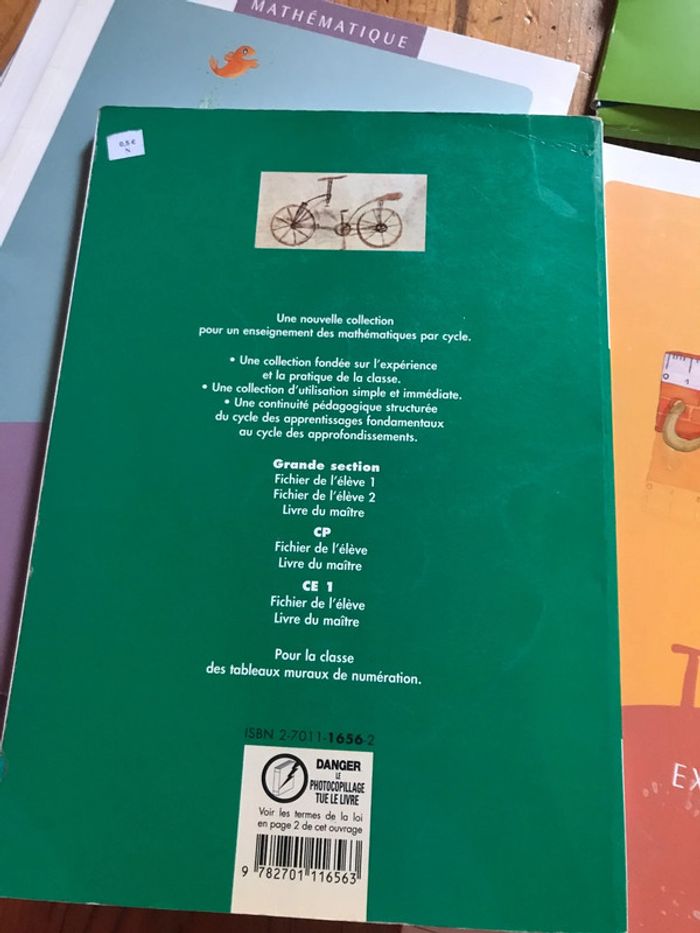 MATHÉMATIQUE
0,5 €
N
Une nouvelle collection
pour un enseignement des mathématiques par cycle.
• Une collection fondée sur l'expérience
et la pratique de la classe.
• Une collection d'utilisation simple et immédiate.
• Une continuité pédagogique structurée
du cycle des apprentissages fondamentaux
au cycle des approfondissements.
Grande section
Fichier de l'élève 1
Fichier de l'élève 2
Livre du maître
CP
Fichier de l'élève
Livre du maître
CE 1
Fichier de l'élève
Livre du maître
Pour la classe
des tableaux muraux de numération.
ISBN 2-7011-1656-2
DANGER
LE
PHOTOCOPILLAGE
TUE LE LIVRE
Voir les termes de la loi
en page 2 de cet ouvrage
9 782701 116563
0 1
EX